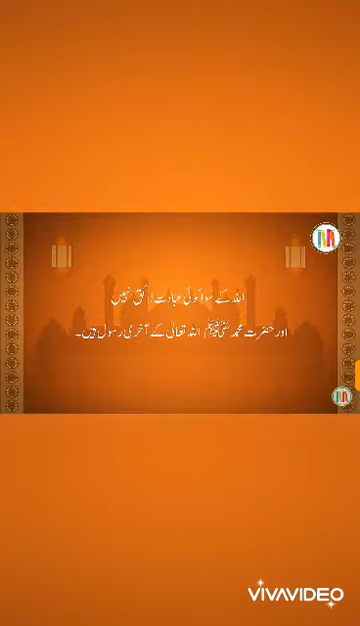 اللہ کے سوا کوئی عبادت لائق نہیں
اور حضرت محمد ﷺ اللہ تعالیٰ کے آخری رسول ہیں۔
VIVAVIDEO